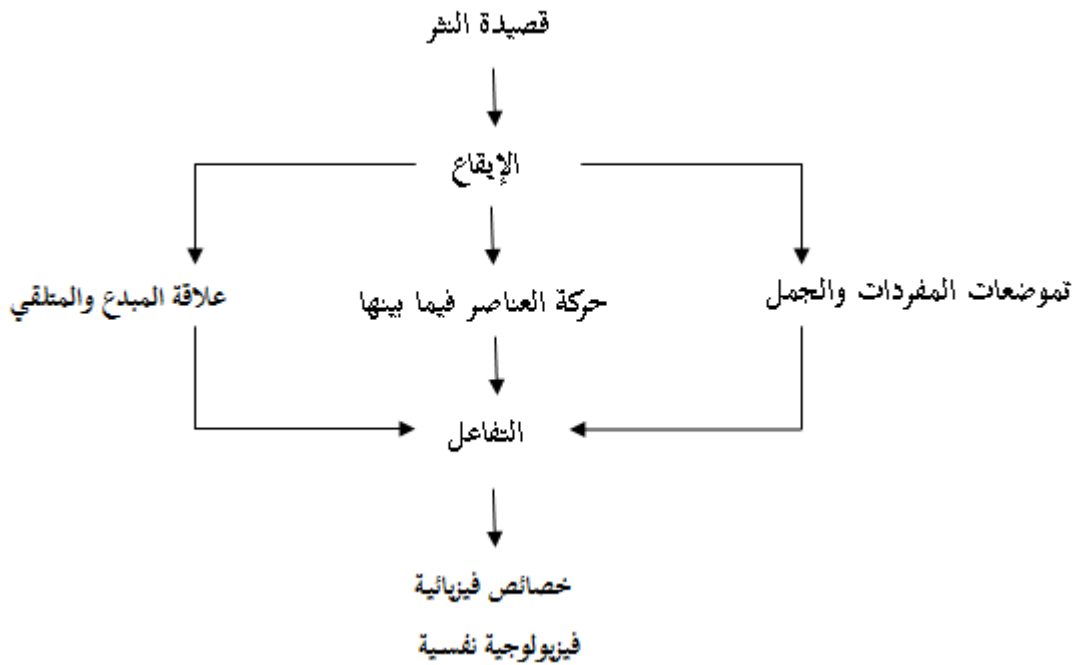 قصيدة النثر
الإيقاع
تموضعات المفردات والجمل
حركة العناصر فيما بينها
علاقة المبدع والمتلقي
التفاعل
خصائص فيزيائية
فيزيولوجية نفسية